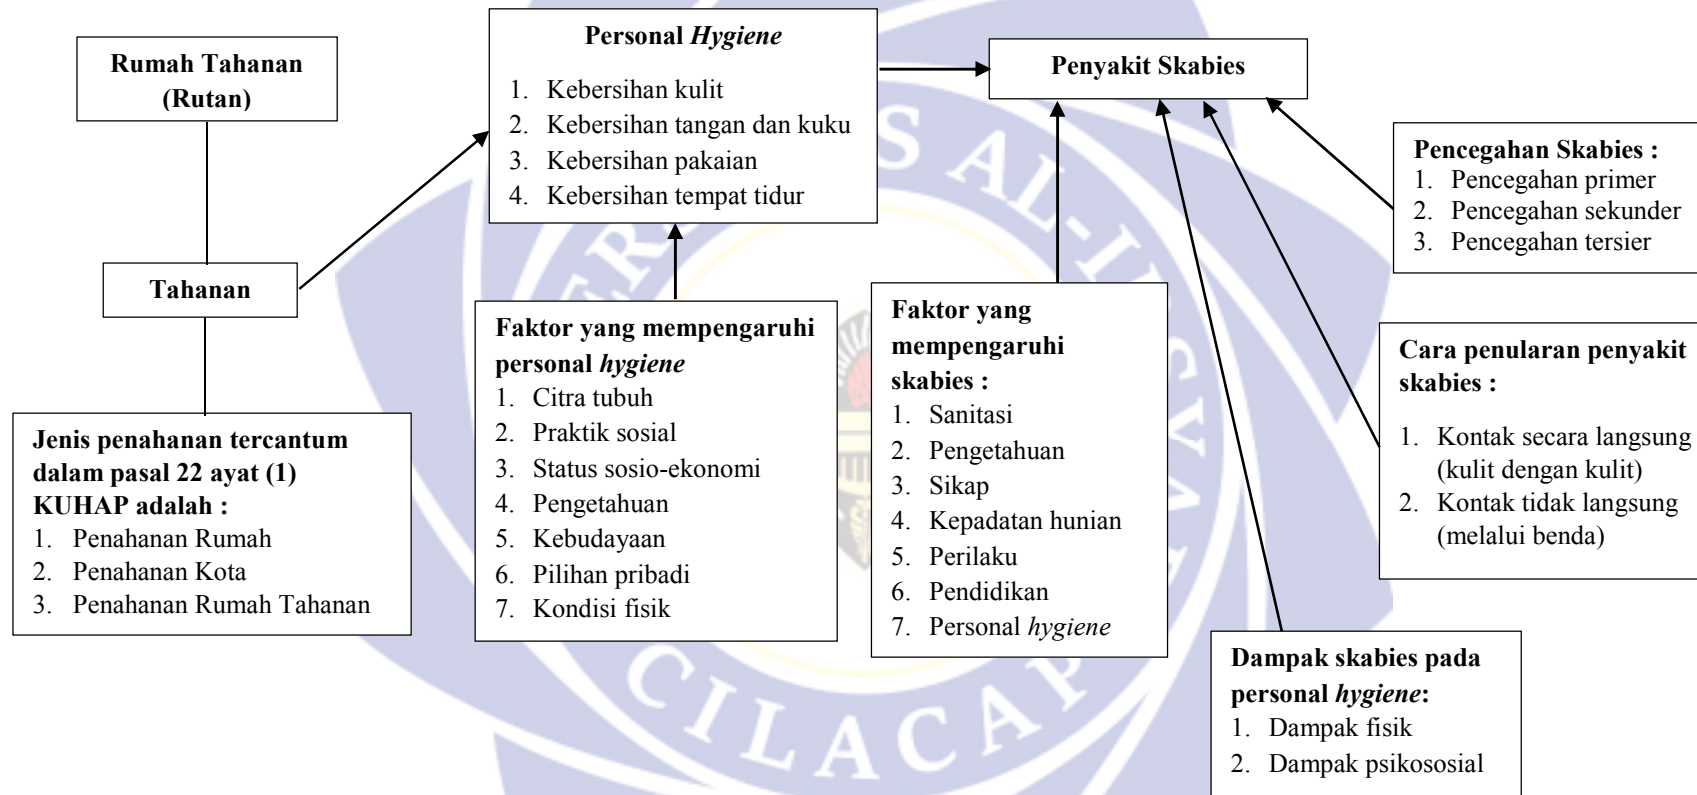 Rumah Tahanan
(Rutan)
Tahanan
Jenis penahanan tercantum
dalam pasal 22 ayat (1)
KUHAP adalah :
1. Penahanan Rumah
2. Penahanan Kota
3. Penahanan Rumah Tahanan
Personal Hygiene
1. Kebersihan kulit
2. Kebersihan tangan dan kuku
3. Kebersihan pakaian
4. Kebersihan tempat tidur
Faktor yang mempengaruhi
personal hygiene
1. Citra tubuh
2. Praktik sosial
3. Status sosio-ekonomi
4. Pengetahuan
5. Kebudayaan
6. Pilihan pribadi
7. Kondisi fisik
Penyakit Skabies
Faktor yang
mempengaruhi
skabies :
1. Sanitasi
2. Pengetahuan
3. Sikap
4. Kepadatan hunian
5. Perilaku
6. Pendidikan
7. Personal hygiene
Pencegahan Skabies :
1. Pencegahan primer
2. Pencegahan sekunder
3. Pencegahan tersier
Cara penularan penyakit
skabies :
1. Kontak secara langsung
(kulit dengan kulit)
2. Kontak tidak langsung
(melalui benda)
Dampak skabies pada
personal hygiene:
1. Dampak fisik
2. Dampak psikososial
CILACAP